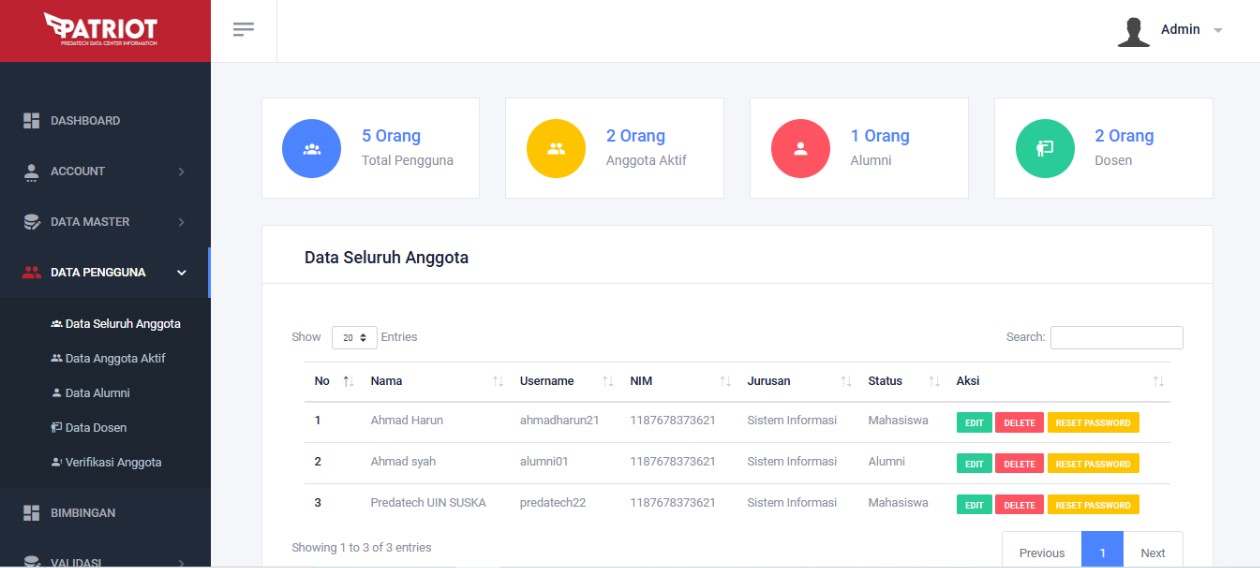 PATRIOT
PREDATECH DATA CENTER INFORMATION
Admin
DASHBOARD
ACCOUNT
DATA MASTER
DATA PENGGUNA
Data Seluruh Anggota
Data Anggota Aktif
Data Alumni
Data Dosen
Verifikasi Anggota
BIMBINGAN
VALIDASI
5 Orang
Total Pengguna
2 Orang
Anggota Aktif
1 Orang
Alumni
2 Orang
Dosen
Data Seluruh Anggota
Show 20 Entries
Search:
No Nama Username NIM Jurusan Status Aksi
1 Ahmad Harun ahmadharun21 1187678373621 Sistem Informasi Mahasiswa EDIT DELETE RESET PASSWORD
2 Ahmad syah alumni01 1187678373621 Sistem Informasi Alumni EDIT DELETE RESET PASSWORD
3 Predatech UIN SUSKA predatech22 1187678373621 Sistem Informasi Mahasiswa EDIT DELETE RESET PASSWORD
Showing 1 to 3 of 3 entries
Previous 1 Next